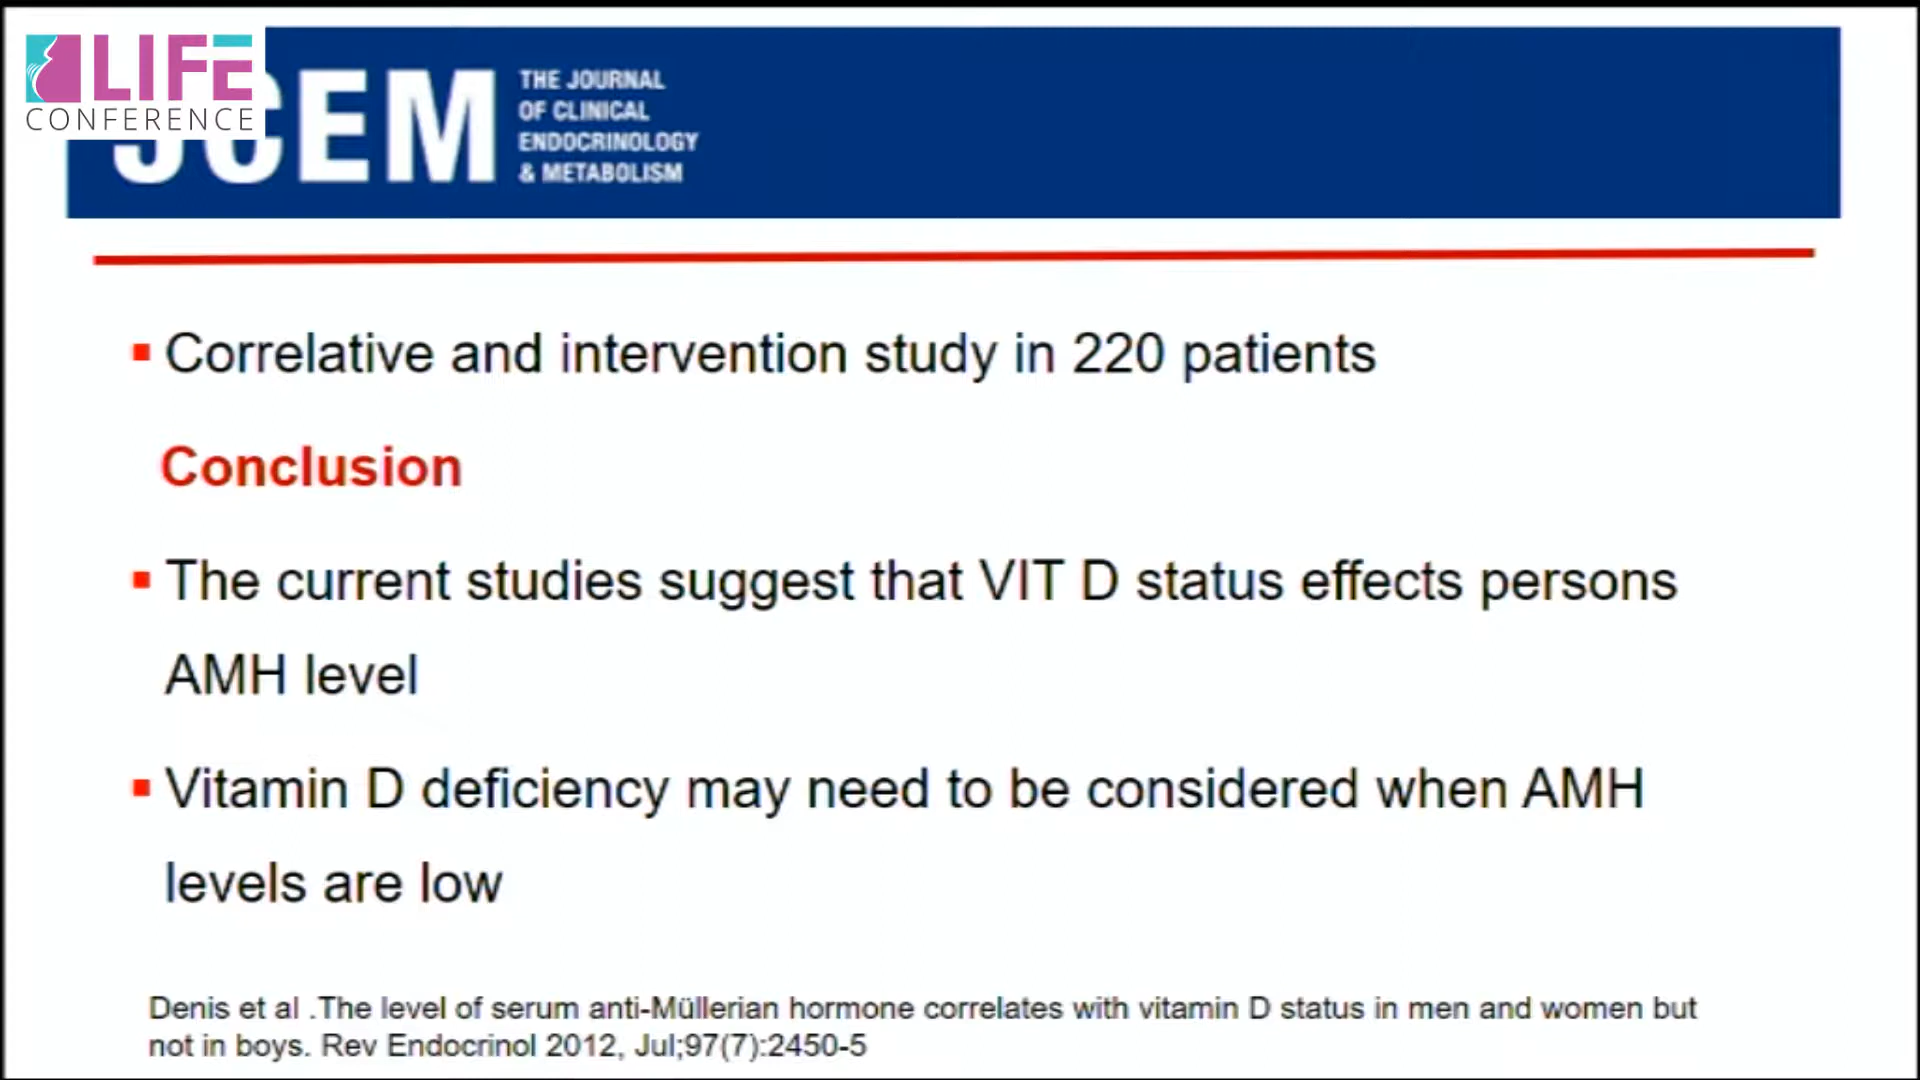 LIFE
CONFERENCE
JCEM
THE JOURNAL
OF CLINICAL
ENDOCRINOLOGY
& METABOLISM
Correlative and intervention study in 220 patients
Conclusion
The current studies suggest that VIT D status effects persons
AMH level
Vitamin D deficiency may need to be considered when AMH
levels are low
Denis et al .The level of serum anti-Müllerian hormone correlates with vitamin D status in men and women but
not in boys. Rev Endocrinol 2012, Jul;97(7):2450-5